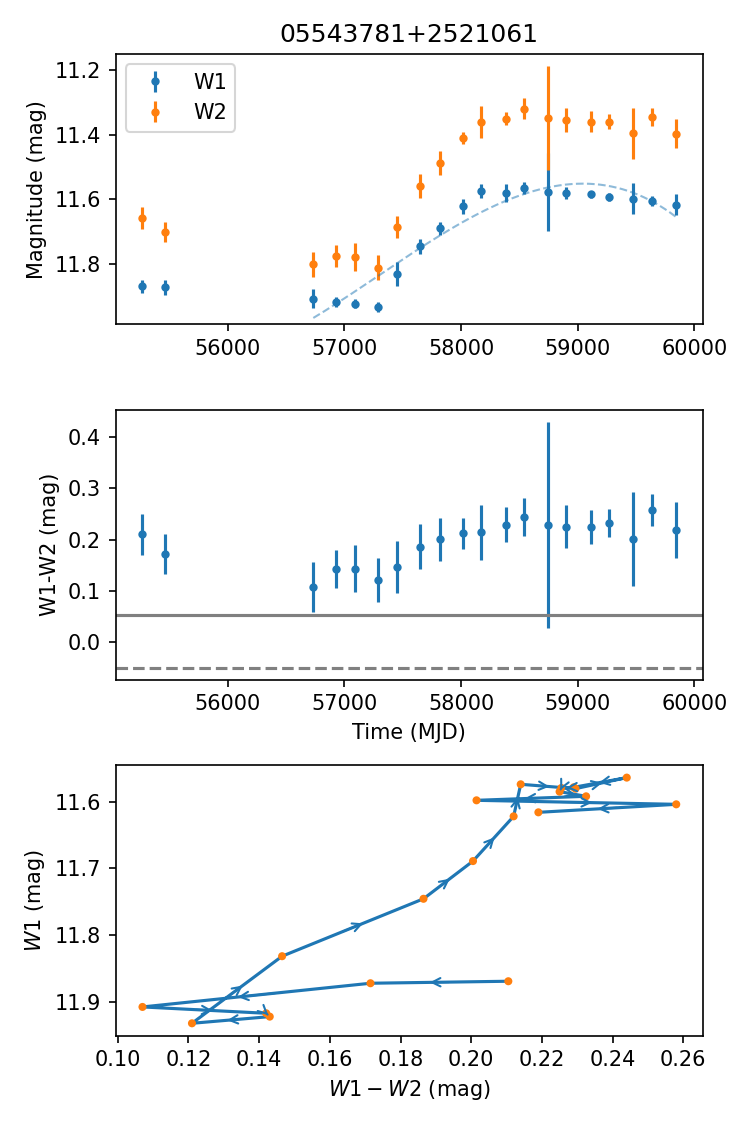 05543781+2521061
W1
W2
Magnitude (mag)
11.2
11.4
11.6
11.8
56000 57000 58000 59000 60000
W1-W2 (mag)
0.4
0.3
0.2
0.1
0.0
56000 57000 58000 59000 60000
Time (MJD)
W1 (mag)
11.6
11.7
11.8
11.9
0.10 0.12 0.14 0.16 0.18 0.20 0.22 0.24 0.26
W1 − W2 (mag)